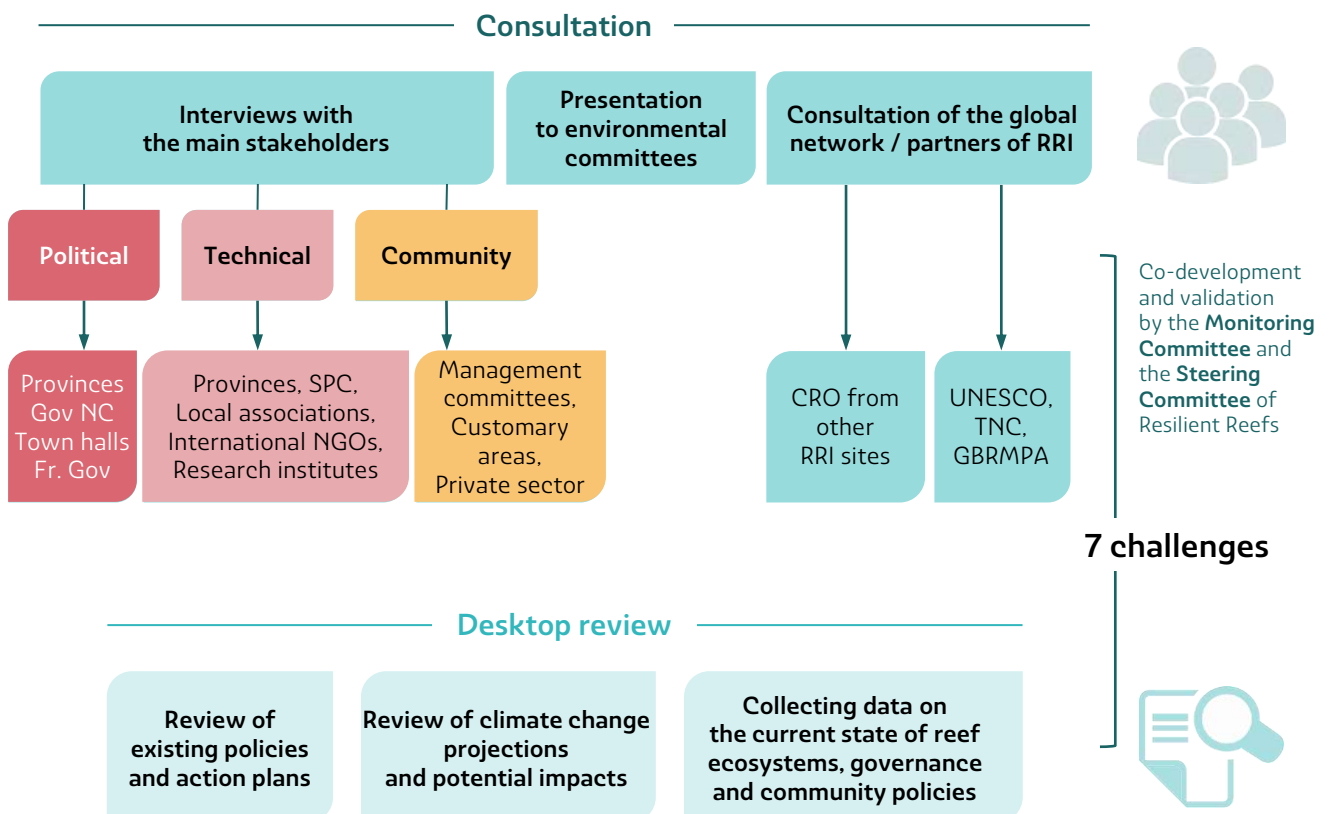 Consultation
Interviews with
the main stakeholders
Presentation
to environmental
committees
Consultation of the global
network / partners of RRI
Political
Technical
Community
Provinces
Gov NC
Town halls
Fr. Gov
Provinces, SPC,
Local associations,
International NGOs,
Research institutes
Management
committees,
Customary
areas,
Private sector
CRO from
other
RRI sites
UNESCO,
TNC,
GBRMPA
Co-development
and validation
by the Monitoring
Committee and
the Steering
Committee of
Resilient Reefs
7 challenges
Desktop review
Review of
existing policies
and action plans
Review of climate change
projections
and potential impacts
Collecting data on
the current state of reef
ecosystems, governance
and community policies